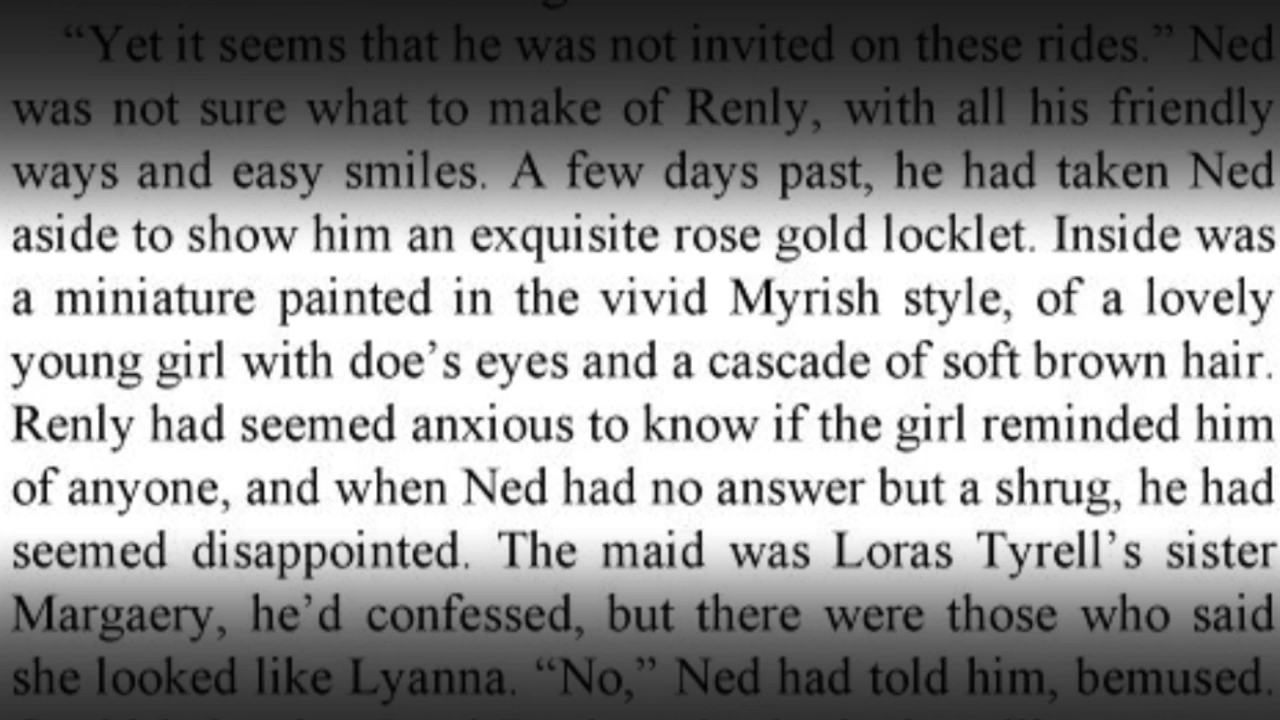 “Yet it seems that he was not invited on these rides.” Ned
was not sure what to make of Renly, with all his friendly
ways and easy smiles. A few days past, he had taken Ned
aside to show him an exquisite rose gold locklet. Inside was
a miniature painted in the vivid Myrish style, of a lovely
young girl with doe’s eyes and a cascade of soft brown hair.
Renly had seemed anxious to know if the girl reminded him
of anyone, and when Ned had no answer but a shrug, he had
seemed disappointed. The maid was Loras Tyrell’s sister
Margaery, he’d confessed, but there were those who said
she looked like Lyanna. “No,” Ned had told him, bemused.